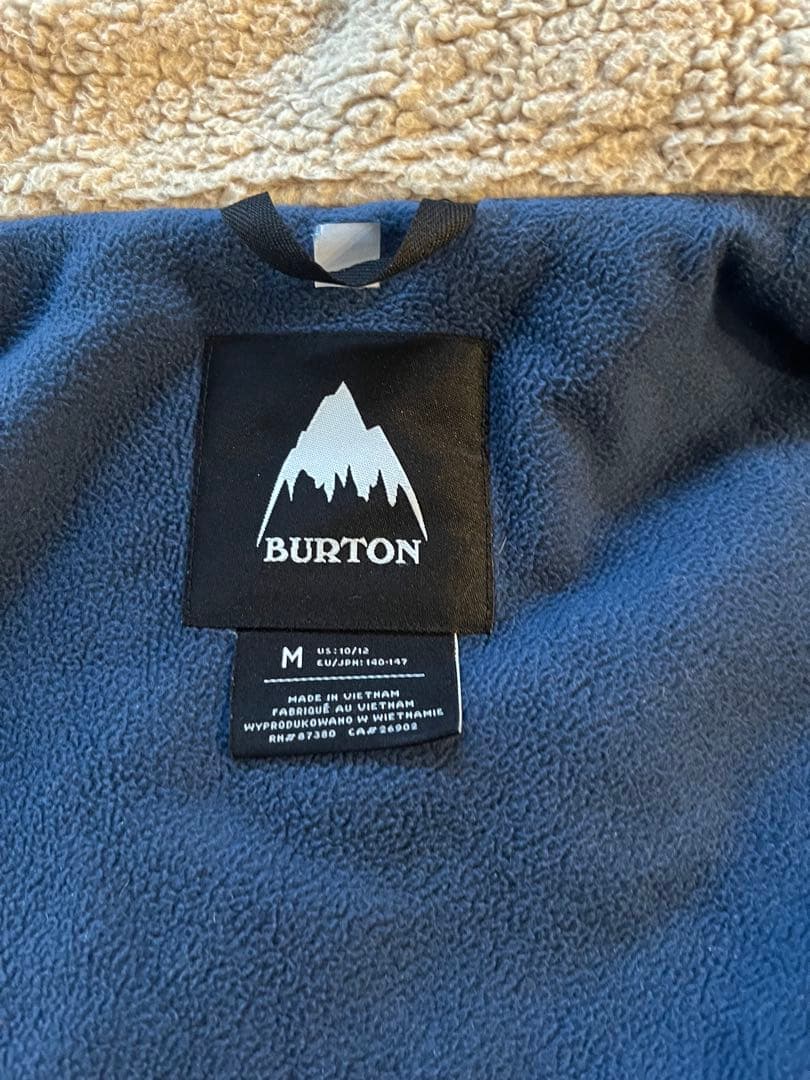 BURTON
M US:10/12
EU/JPN:140-147
MADE IN VIETNAM
FABRIQUÉ AU VIETNAM
WYPRODUKOWANO W WIETNAMIE
RN#87380 CA#26902